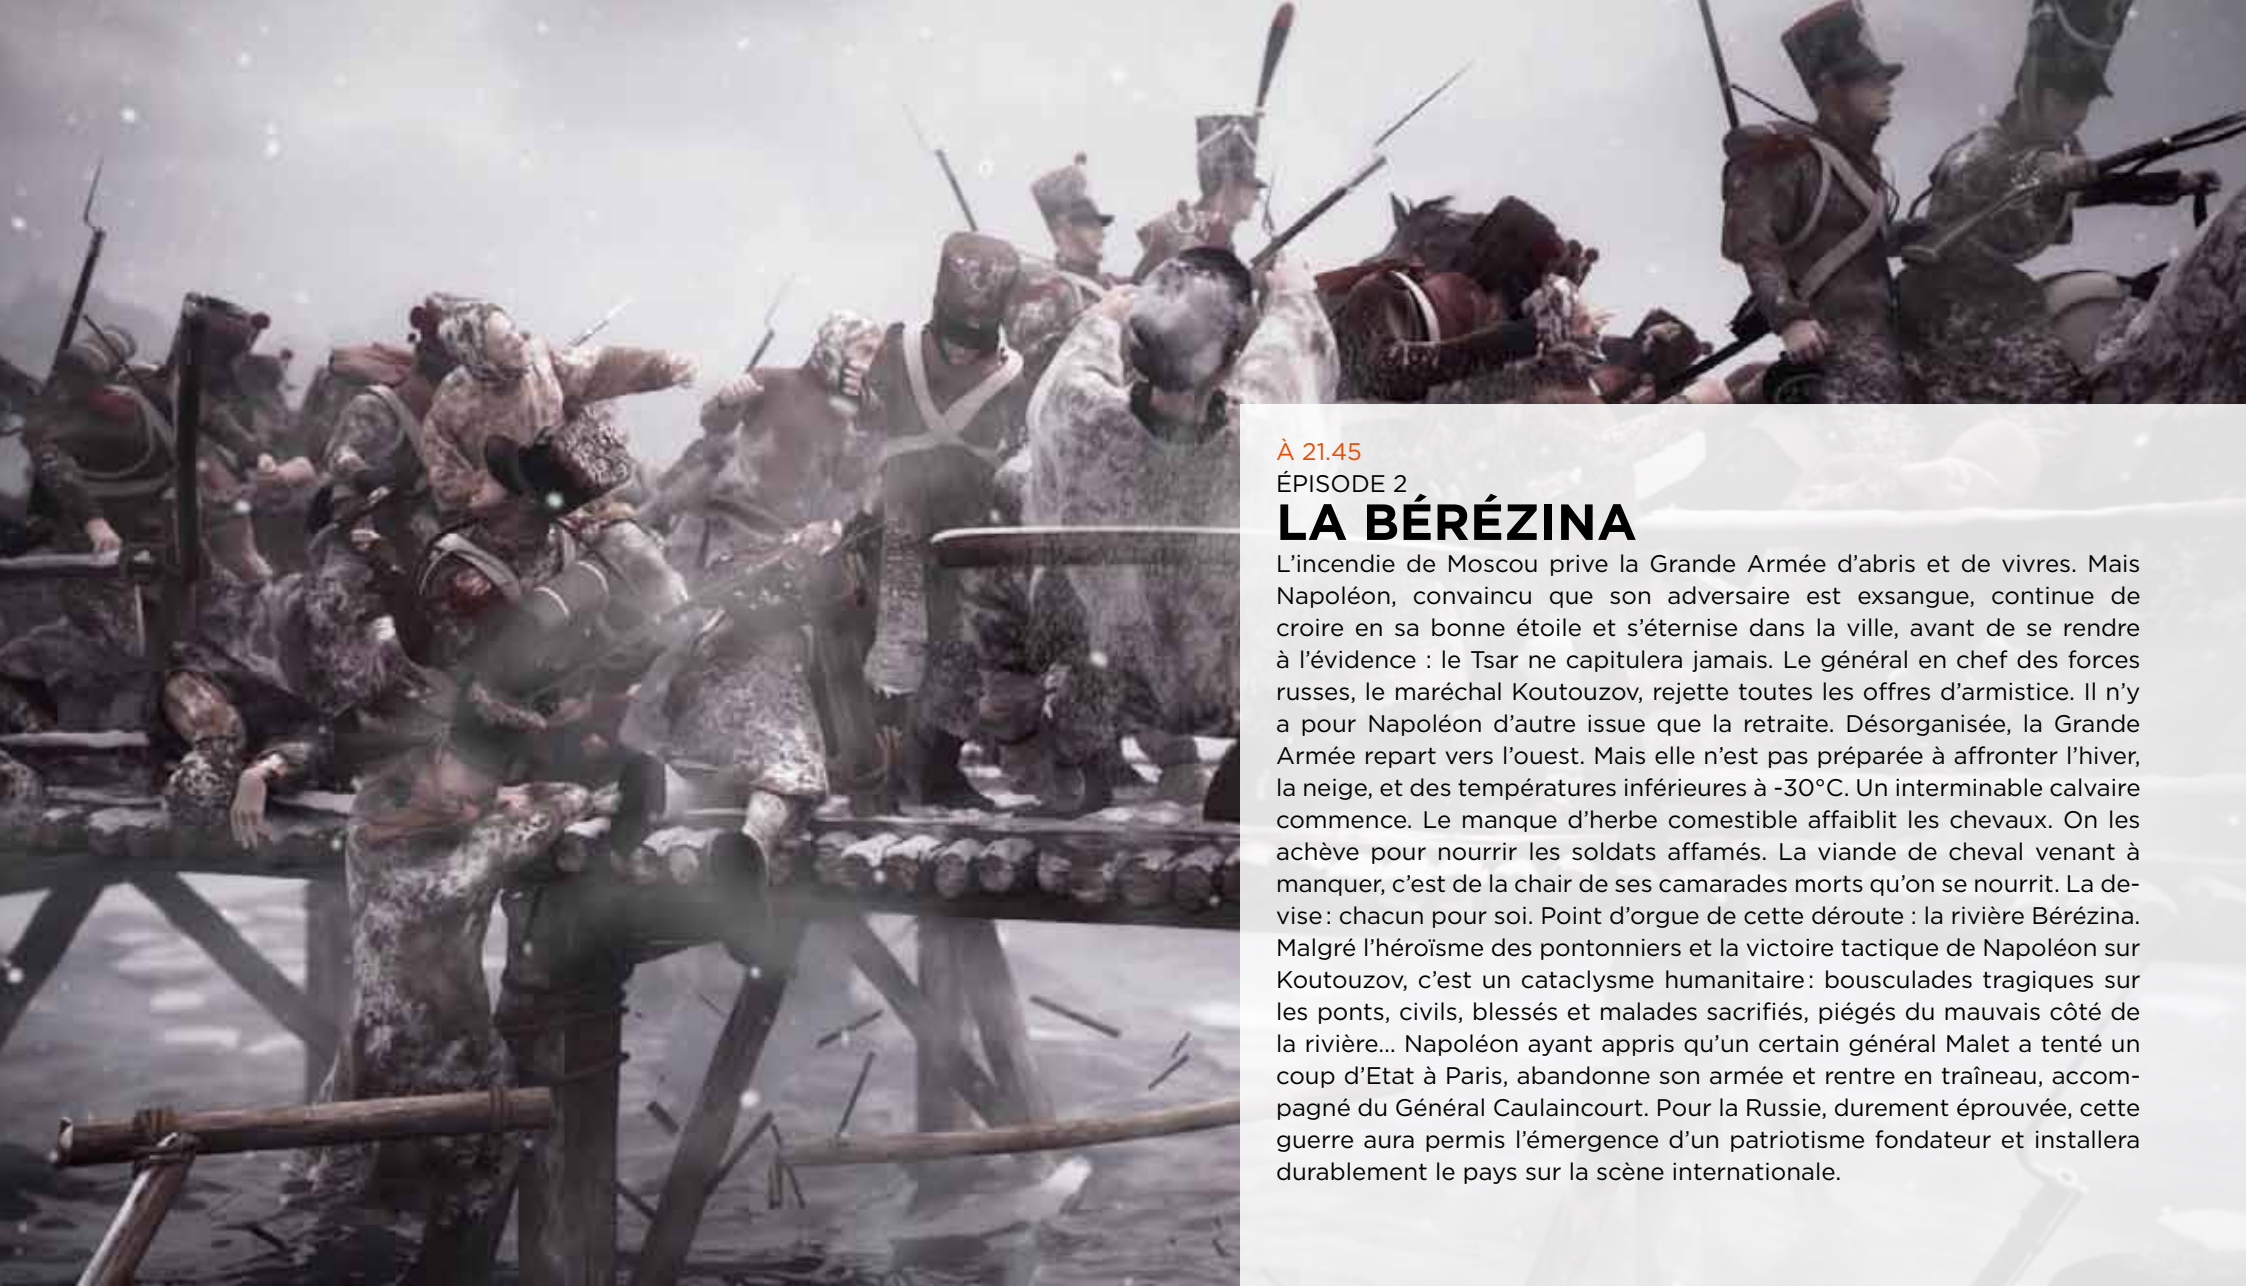 À 21.45
ÉPISODE 2
LA BÉRÉZINA
L’incendie de Moscou prive la Grande Armée d’abris et de vivres. Mais
Napoléon, convaincu que son adversaire est exsangue, continue de
croire en sa bonne étoile et s’éternise dans la ville, avant de se rendre
à l’évidence : le Tsar ne capitulera jamais. Le général en chef des forces
russes, le maréchal Koutouzov, rejette toutes les offres d’armistice. Il n’y
a pour Napoléon d’autre issue que la retraite. Désorganisée, la Grande
Armée repart vers l’ouest. Mais elle n’est pas préparée à affronter l’hiver,
la neige, et des températures inférieures à -30°C. Un interminable calvaire
commence. Le manque d’herbe comestible affaiblit les chevaux. On les
achève pour nourrir les soldats affamés. La viande de cheval venant à
manquer, c’est de la chair de ses camarades morts qu’on se nourrit. La de-
vise : chacun pour soi. Point d’orgue de cette déroute : la rivière Bérézina.
Malgré l’héroïsme des pontonniers et la victoire tactique de Napoléon sur
Koutouzov, c’est un cataclysme humanitaire : bousculades tragiques sur
les ponts, civils, blessés et malades sacrifiés, piégés du mauvais côté de
la rivière... Napoléon ayant appris qu’un certain général Malet a tenté un
coup d’Etat à Paris, abandonne son armée et rentre en traîneau, accom-
pagné du Général Caulaincourt. Pour la Russie, durement éprouvée, cette
guerre aura permis l’émergence d’un patriotisme fondateur et installera
durablement le pays sur la scène internationale.